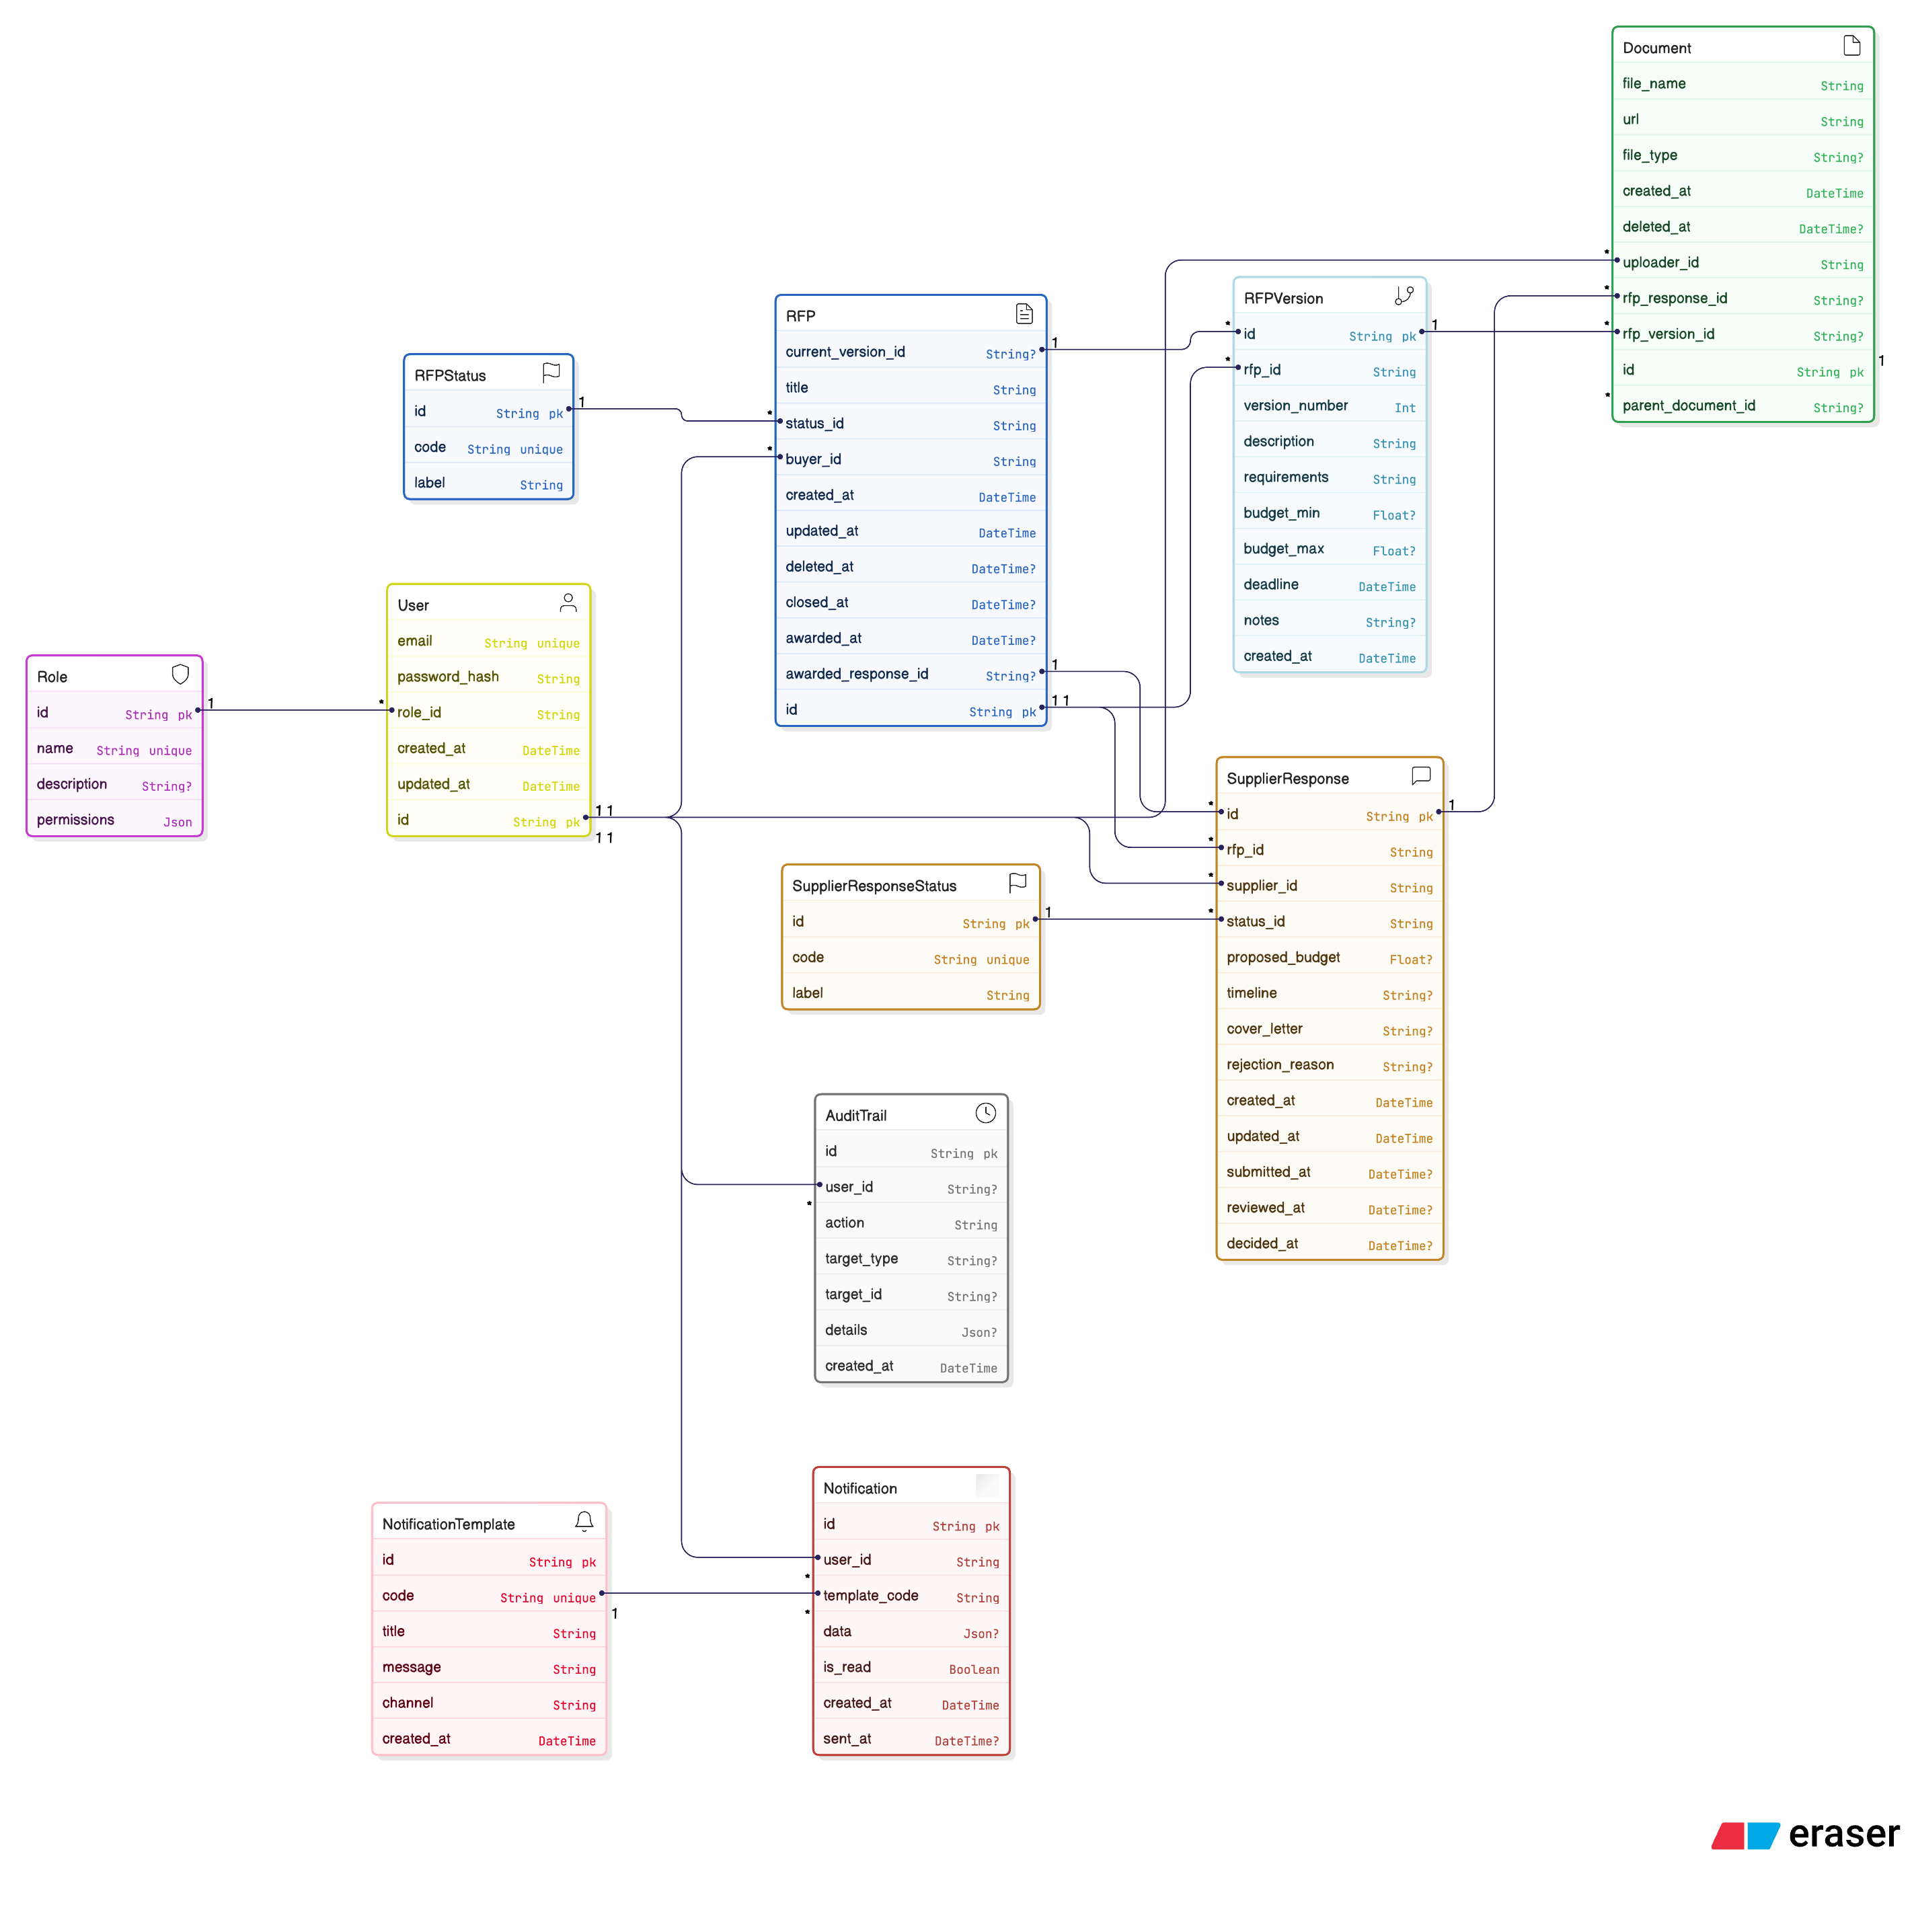 Document
file_name String
url String
file_type String?
created_at DateTime
deleted_at DateTime?
* uploader_id String
* rfp_response_id String?
* rfp_version_id String?
id String pk 1
* parent_document_id String?
RFPVersion
* id String pk 1
* rfp_id String
version_number Int
description String
requirements String
budget_min Float?
budget_max Float?
deadline DateTime
notes String?
created_at DateTime
RFP
current_version_id String? 1
title String
* status_id String
* buyer_id String
created_at DateTime
updated_at DateTime
deleted_at DateTime?
closed_at DateTime?
awarded_at DateTime?
awarded_response_id String? 1
id String pk 1 1
RFPStatus
id String pk 1
code String unique
label String
User
email String unique
password_hash String
* role_id String
created_at DateTime
updated_at DateTime
id String pk 1 1
1 1
Role
id String pk 1
name String unique
description String?
permissions Json
SupplierResponse
* id String pk 1
* rfp_id String
* supplier_id String
* status_id String
proposed_budget Float?
timeline String?
cover_letter String?
rejection_reason String?
created_at DateTime
updated_at DateTime
submitted_at DateTime?
reviewed_at DateTime?
decided_at DateTime?
SupplierResponseStatus
id String pk 1
code String unique
label String
AuditTrail
id String pk
user_id String?
*
action String
target_type String?
target_id String?
details Json?
created_at DateTime
Notification
id String pk
user_id String
*
template_code String
*
data Json?
is_read Boolean
created_at DateTime
sent_at DateTime?
NotificationTemplate
id String pk
code String unique
1
title String
message String
channel String
created_at DateTime
eraser